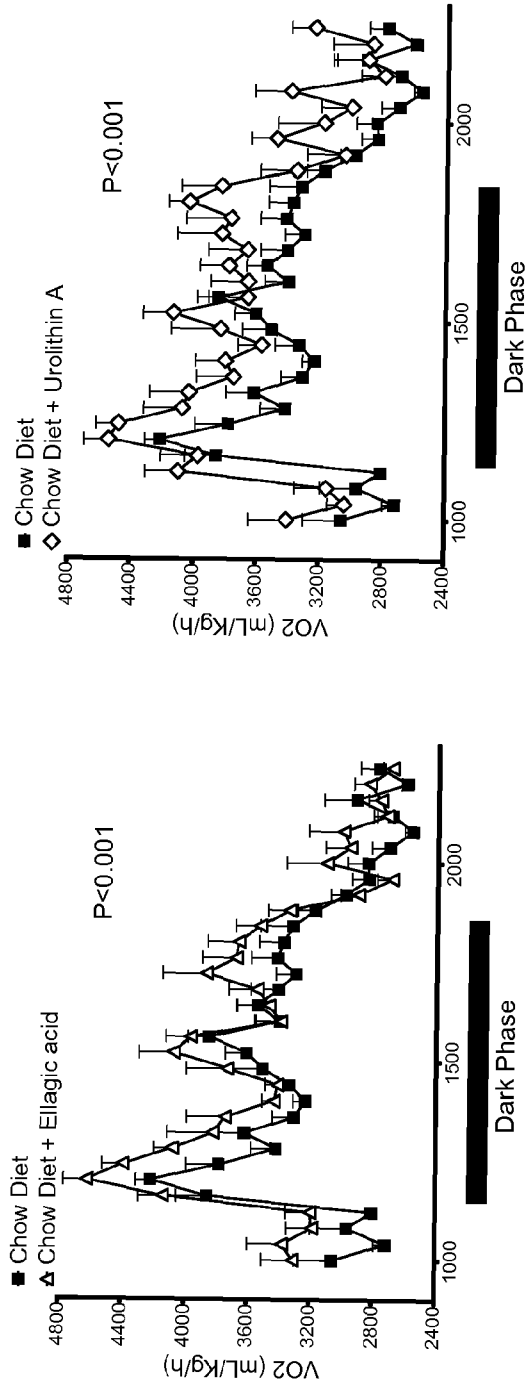 Chow Diet
Chow Diet + Ellagic acid
P<0.001
VO2 (mL/Kg/h)
4800
4400
4000
3600
3200
2800
2400
1000
1500
2000
Dark Phase
Chow Diet
Chow Diet + Urolithin A
P<0.001
VO2 (mL/Kg/h)
4800
4400
4000
3600
3200
2800
2400
1000
1500
2000
Dark Phase